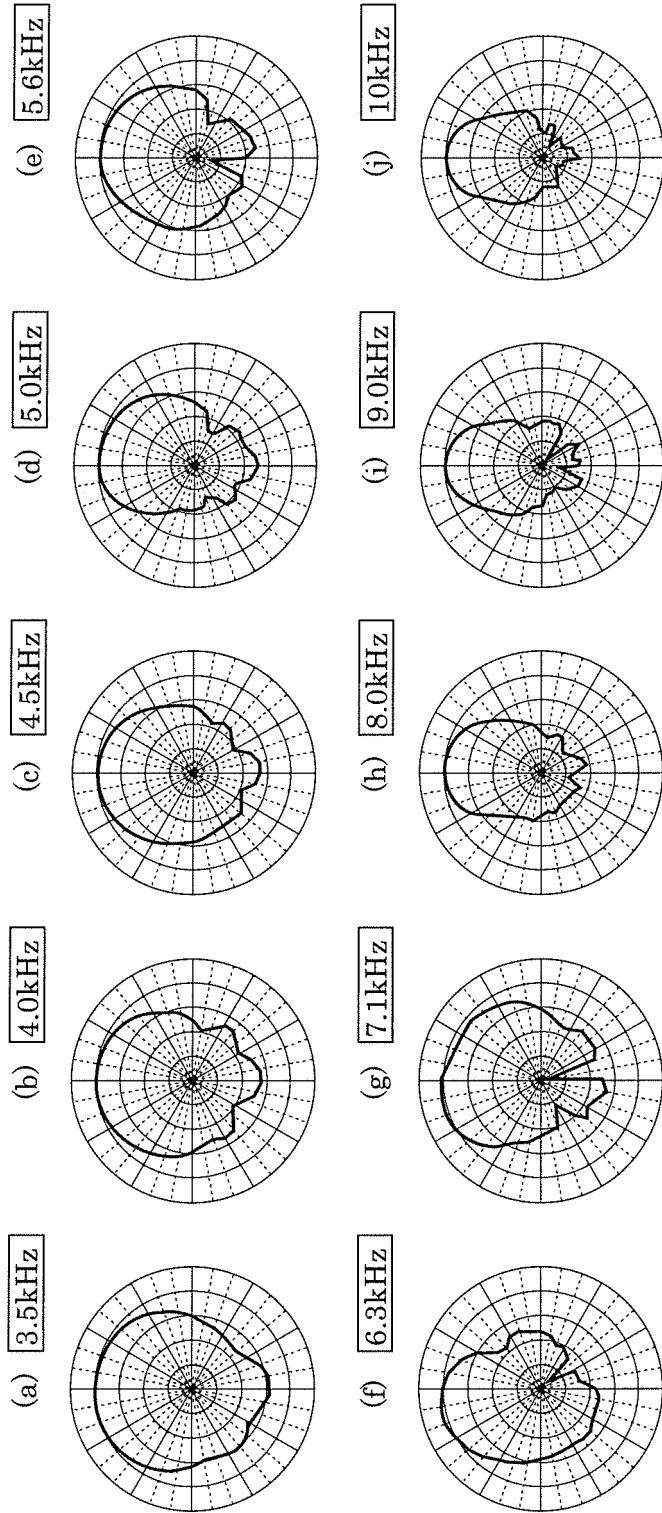 (a) 3.5kHz
(b) 4.0kHz
(c) 4.5kHz
(d) 5.0kHz
(e) 5.6kHz
(f) 6.3kHz
(g) 7.1kHz
(h) 8.0kHz
(i) 9.0kHz
(j) 10kHz